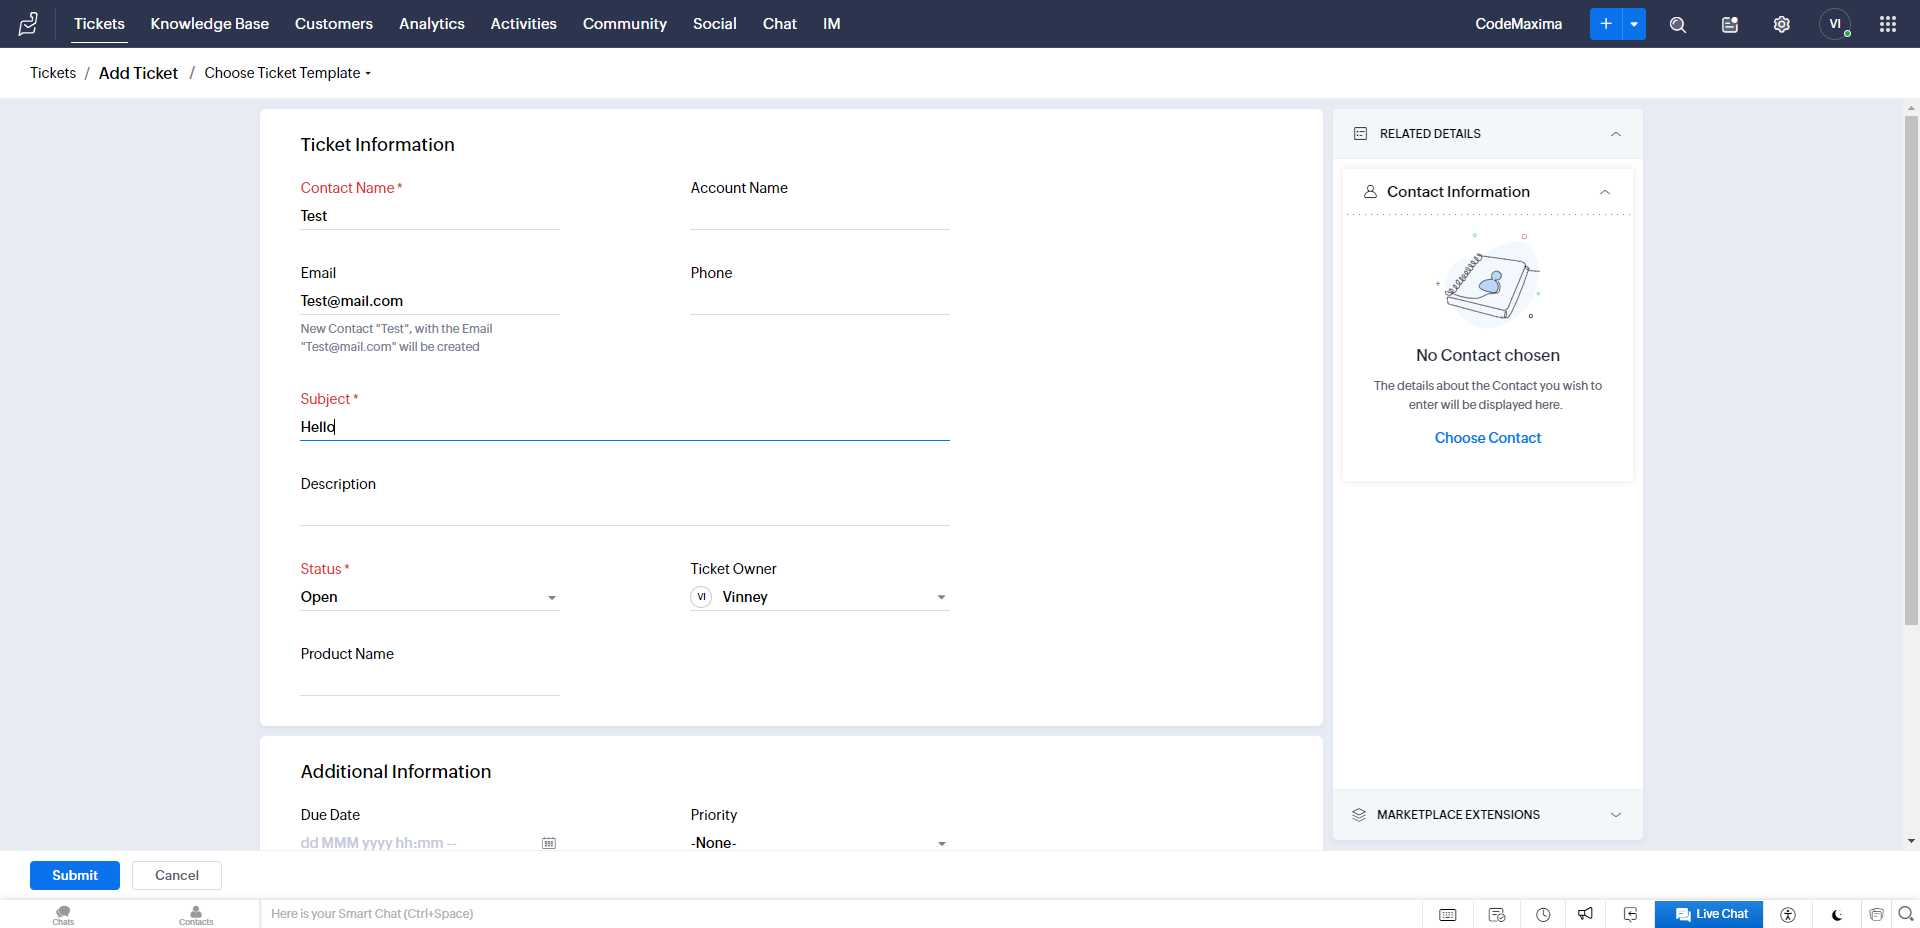 Tickets Knowledge Base Customers Analytics Activities Community Social Chat IM CodeMaxima VI
Tickets / Add Ticket / Choose Ticket Template
Ticket Information
Contact Name * Account Name
Test
Email Phone
Test@mail.com
New Contact "Test", with the Email
"Test@mail.com" will be created
Subject *
Hello
Description
Status * Ticket Owner
Open VI Vinney
Product Name
Additional Information
Due Date Priority
dd MMM yyyy hh:mm -- -None-
RELATED DETAILS
Contact Information
No Contact chosen
The details about the Contact you wish to
enter will be displayed here.
Choose Contact
MARKETPLACE EXTENSIONS
Submit Cancel
Chats Contacts Here is your Smart Chat (Ctrl+Space) Live Chat